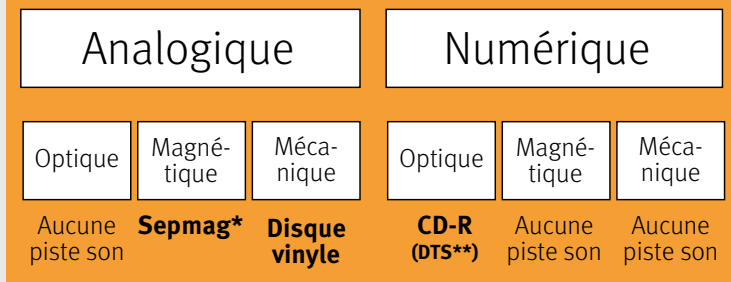 Analogique
Numérique
Optique
Magné-
tique
Méca-
nique
Optique
Magné-
tique
Méca-
nique
Aucune
piste son
Sepmag*
Disque
vinyle
CD-R
(DTS**)
Aucune
piste son
Aucune
piste son